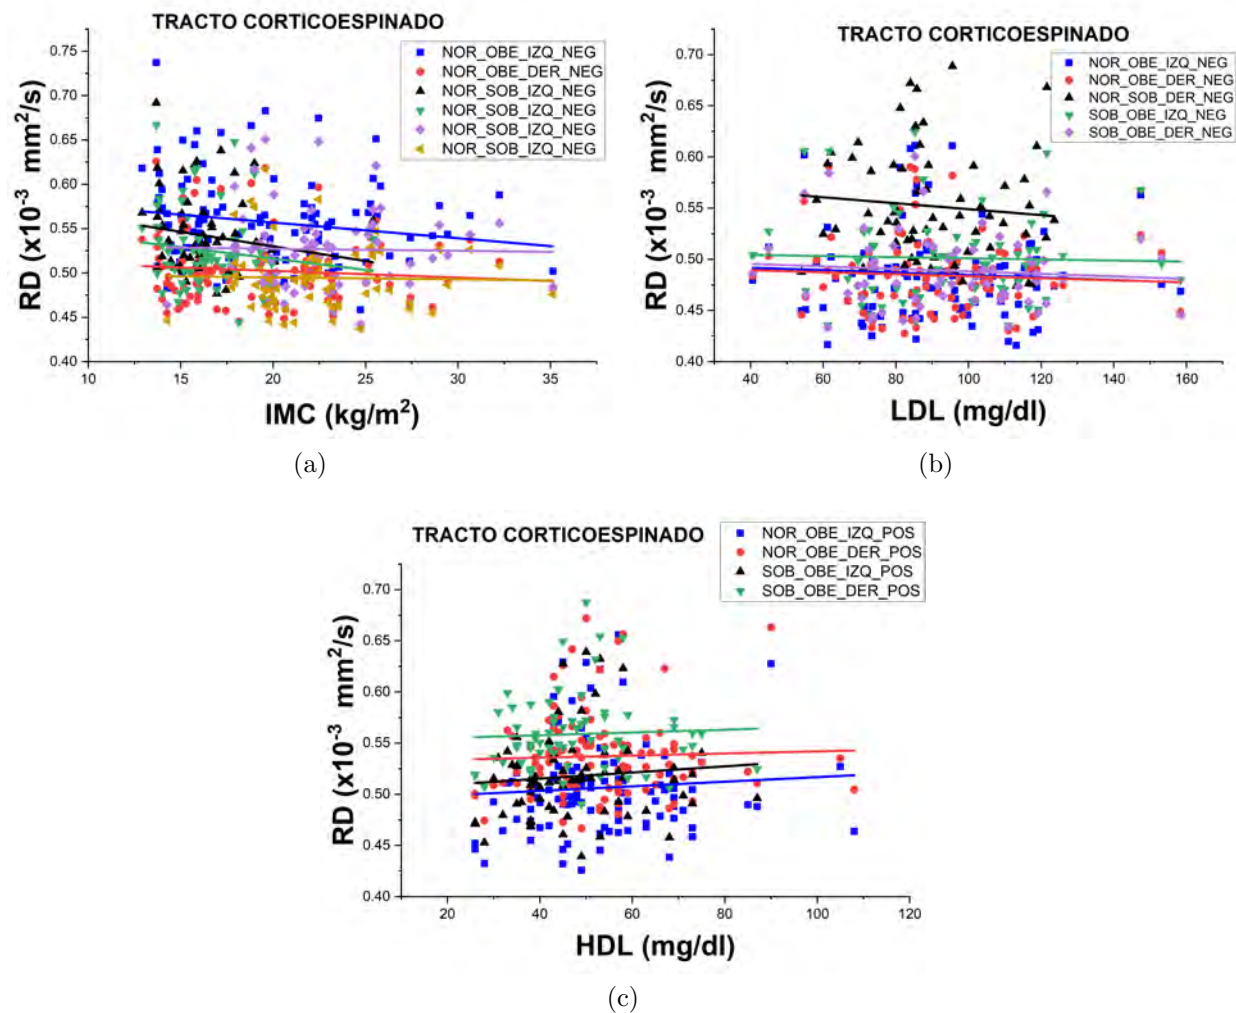 TRACTO CORTICOESPINADO
NOR_OBE_IZQ_NEG
NOR_OBE_DER_NEG
NOR_SOB_IZQ_NEG
NOR_SOB_IZQ_NEG
NOR_SOB_IZQ_NEG
NOR_SOB_IZQ_NEG
RD (x10⁻³ mm²/s)
0.75
0.70
0.65
0.60
0.55
0.50
0.45
0.40
10 15 20 25 30 35
IMC (kg/m²)
(a)
TRACTO CORTICOESPINADO
NOR_OBE_IZQ_NEG
NOR_OBE_DER_NEG
NOR_SOB_DER_NEG
SOB_OBE_IZQ_NEG
SOB_OBE_DER_NEG
RD (x10⁻³ mm²/s)
0.70
0.65
0.60
0.55
0.50
0.45
0.40
40 60 80 100 120 140 160
LDL (mg/dl)
(b)
TRACTO CORTICOESPINADO
NOR_OBE_IZQ_POS
NOR_OBE_DER_POS
SOB_OBE_IZQ_POS
SOB_OBE_DER_POS
RD (x10⁻³ mm²/s)
0.70
0.65
0.60
0.55
0.50
0.45
0.40
20 40 60 80 100 120
HDL (mg/dl)
(c)